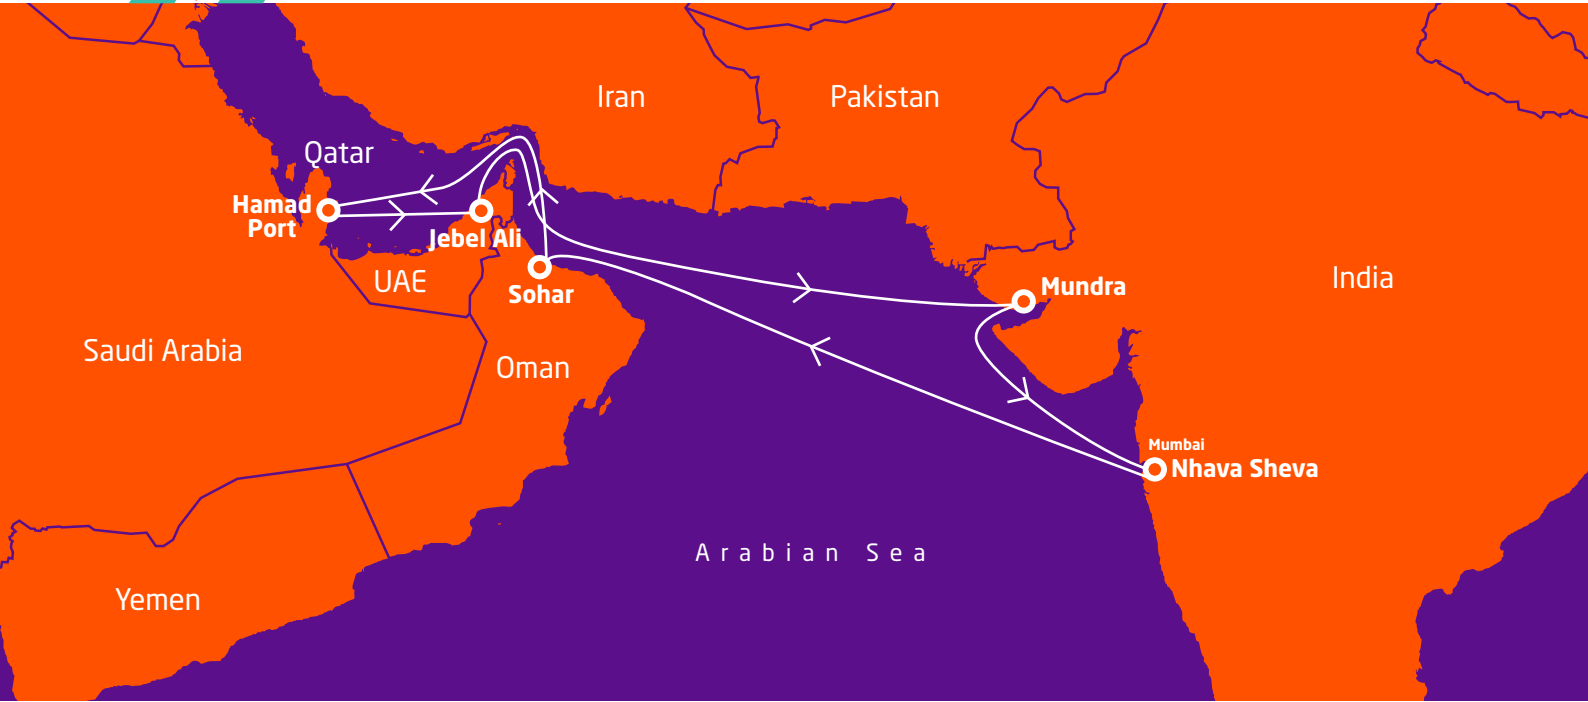 Iran
Pakistan
Qatar
Hamad
Port
Jebel Ali
UAE
Sohar
Mundra
India
Saudi Arabia
Oman
Mumbai
Nhava Sheva
Arabian Sea
Yemen